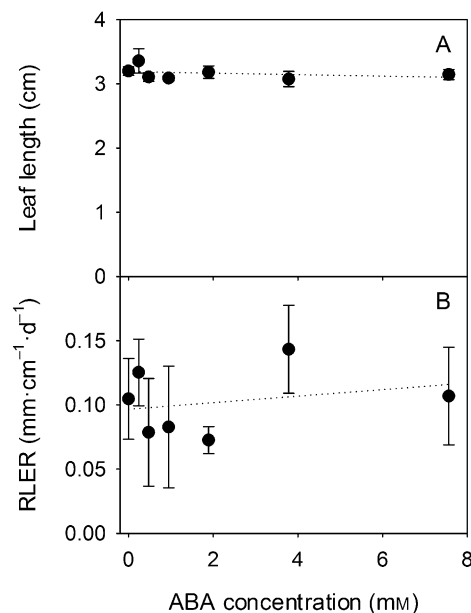 4
A
3
2
1
0
Leaf length (cm)
B
0.15
0.10
0.05
0.00
RLER (mm·cm⁻¹·d⁻¹)
0 2 4 6 8
ABA concentration (mM)